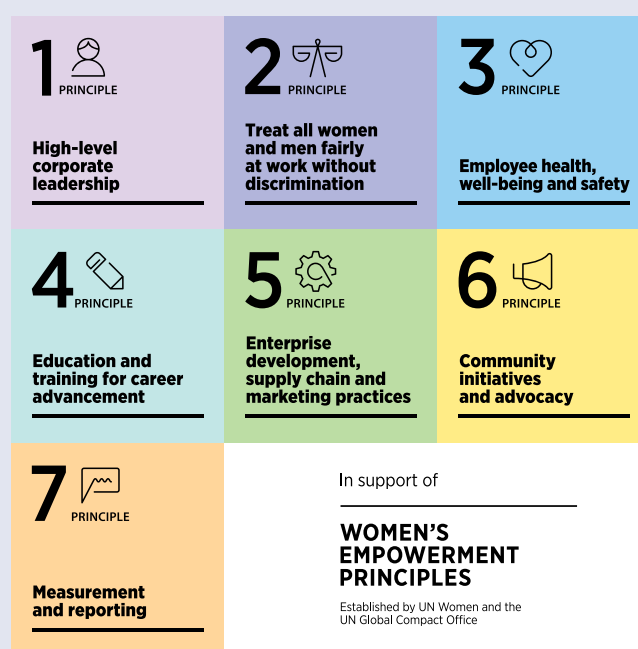 1
PRINCIPLE
High-level
corporate
leadership
2
PRINCIPLE
Treat all women
and men fairly
at work without
discrimination
3
PRINCIPLE
Employee health,
well-being and safety
4
PRINCIPLE
Education and
training for career
advancement
5
PRINCIPLE
Enterprise
development,
supply chain and
marketing practices
6
PRINCIPLE
Community
initiatives
and advocacy
7
PRINCIPLE
Measurement
and reporting
In support of
WOMEN'S
EMPOWERMENT
PRINCIPLES
Established by UN Women and the
UN Global Compact Office